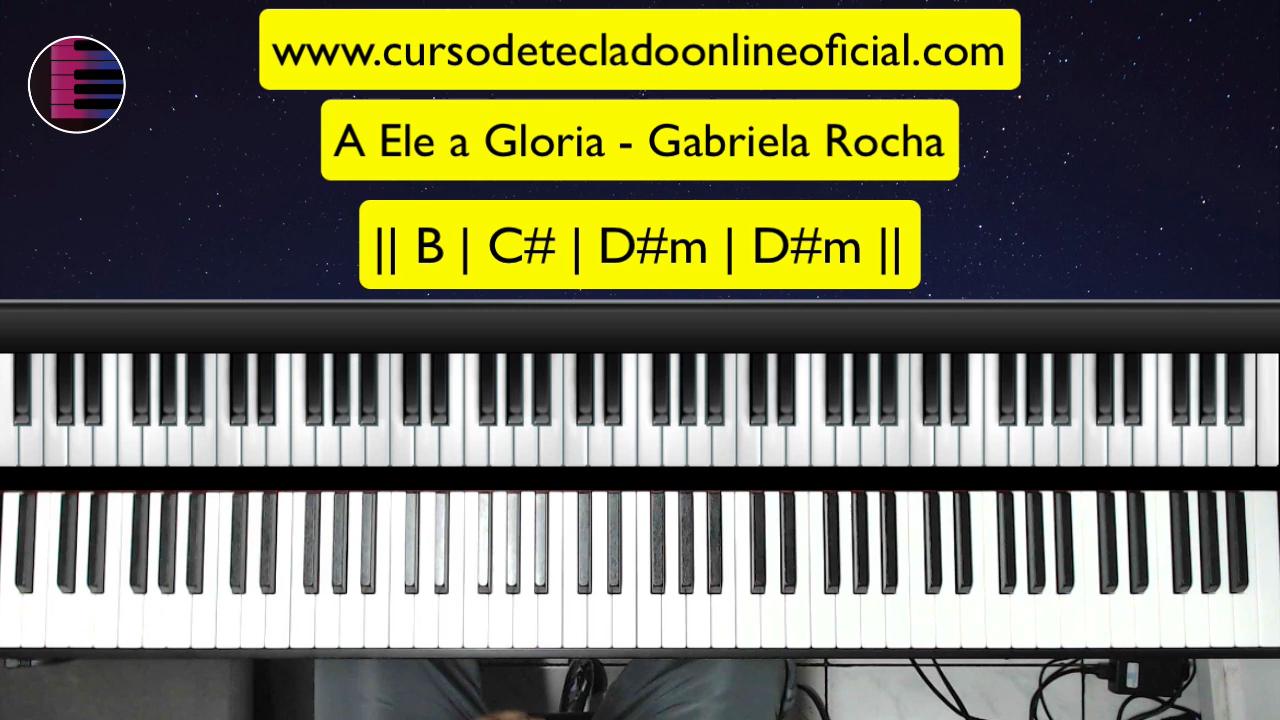 www.cursodetecladoonlineoficial.com
A Ele a Gloria - Gabriela Rocha
|| B | C# | D#m | D#m ||